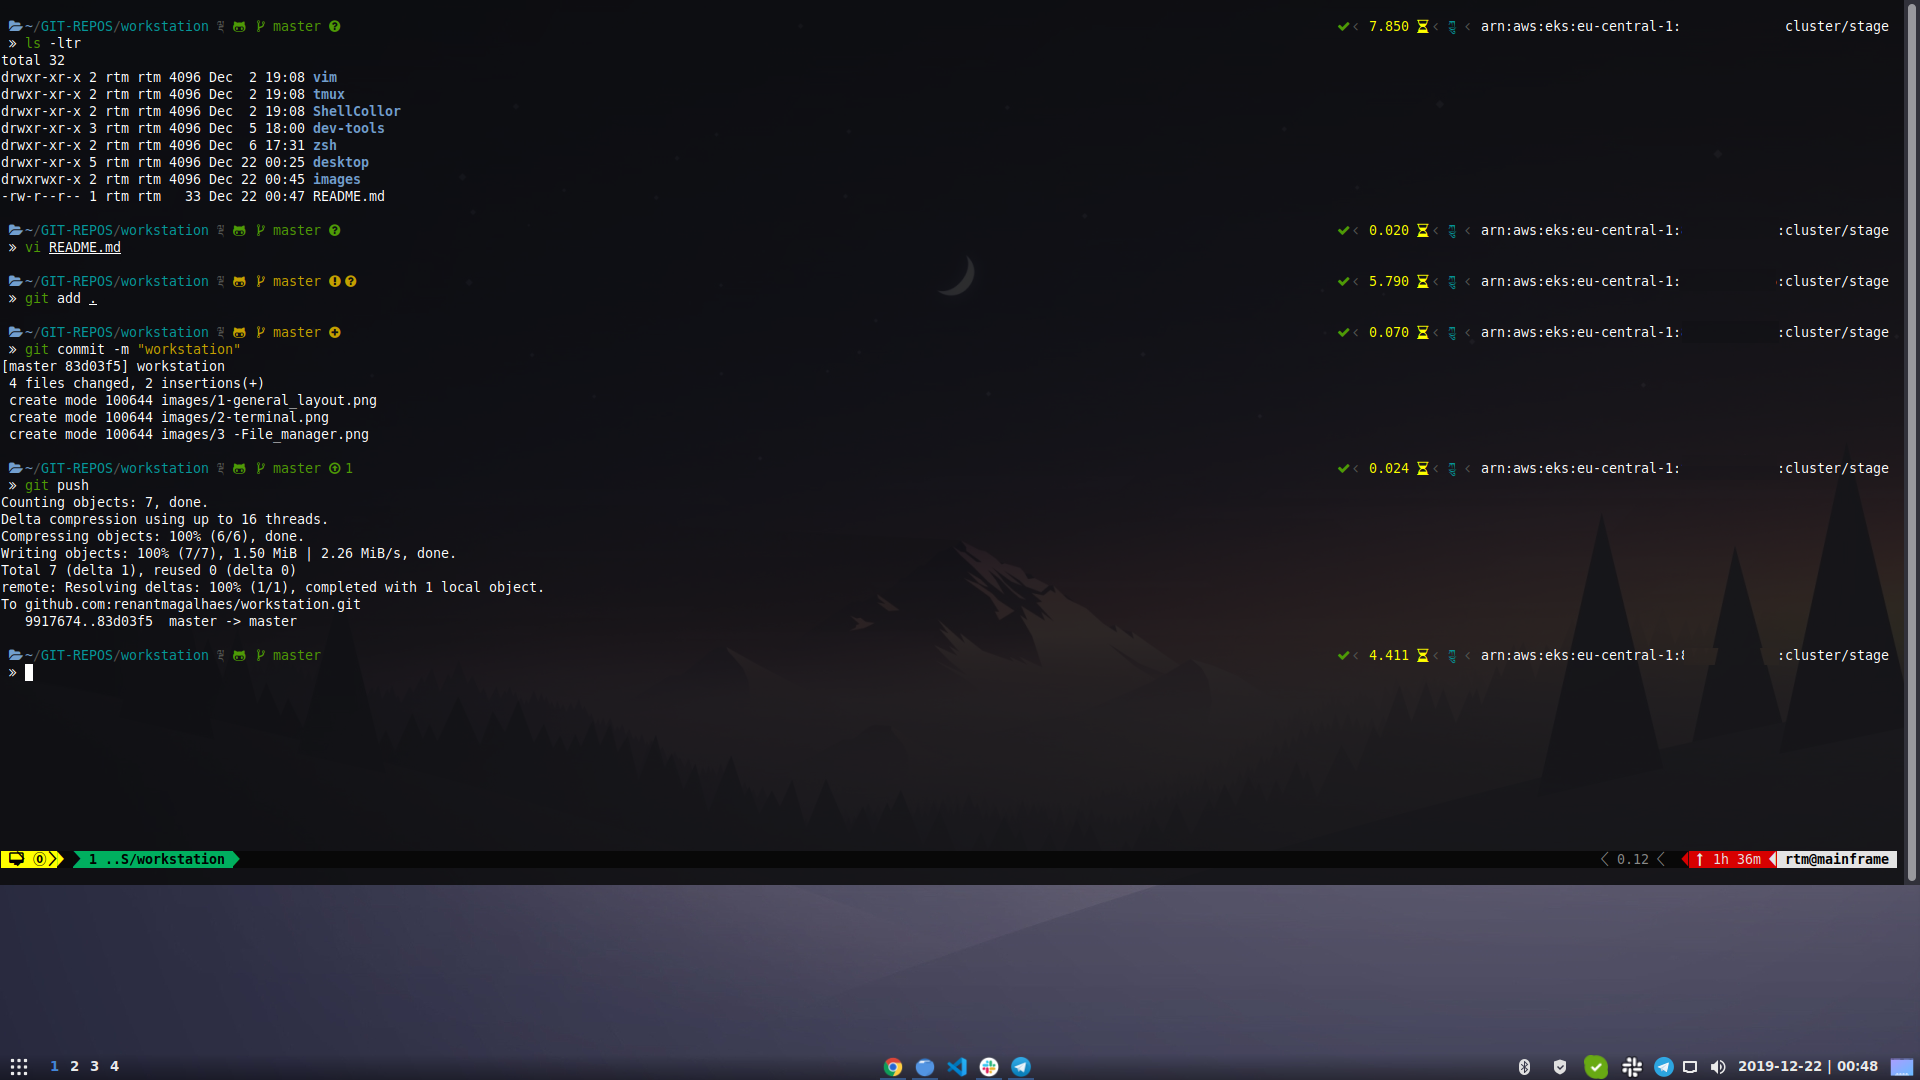 ~/GIT-REPOS/workstation master 7.850 arn:aws:eks:eu-central-1: cluster/stage
» ls -ltr
total 32
drwxr-xr-x 2 rtm rtm 4096 Dec  2 19:08 vim
drwxr-xr-x 2 rtm rtm 4096 Dec  2 19:08 tmux
drwxr-xr-x 2 rtm rtm 4096 Dec  2 19:08 ShellCollor
drwxr-xr-x 3 rtm rtm 4096 Dec  5 18:00 dev-tools
drwxr-xr-x 2 rtm rtm 4096 Dec  6 17:31 zsh
drwxr-xr-x 5 rtm rtm 4096 Dec 22 00:25 desktop
drwxrwxr-x 2 rtm rtm 4096 Dec 22 00:45 images
-rw-r--r-- 1 rtm rtm   33 Dec 22 00:47 README.md
~/GIT-REPOS/workstation master 0.020 arn:aws:eks:eu-central-1: :cluster/stage
» vi README.md
~/GIT-REPOS/workstation master 5.790 arn:aws:eks:eu-central-1: :cluster/stage
» git add .
~/GIT-REPOS/workstation master 0.070 arn:aws:eks:eu-central-1: :cluster/stage
» git commit -m "workstation"
[master 83d03f5] workstation
 4 files changed, 2 insertions(+)
 create mode 100644 images/1-general_layout.png
 create mode 100644 images/2-terminal.png
 create mode 100644 images/3 -File_manager.png
~/GIT-REPOS/workstation master 1 0.024 arn:aws:eks:eu-central-1: :cluster/stage
» git push
Counting objects: 7, done.
Delta compression using up to 16 threads.
Compressing objects: 100% (6/6), done.
Writing objects: 100% (7/7), 1.50 MiB | 2.26 MiB/s, done.
Total 7 (delta 1), reused 0 (delta 0)
remote: Resolving deltas: 100% (1/1), completed with 1 local object.
To github.com:renantmagalhaes/workstation.git
   9917674..83d03f5  master -> master
~/GIT-REPOS/workstation master 4.411 arn:aws:eks:eu-central-1: :cluster/stage
»
0 1 ..S/workstation 0.12 ↑ 1h 36m rtm@mainframe
1 2 3 4 2019-12-22 | 00:48